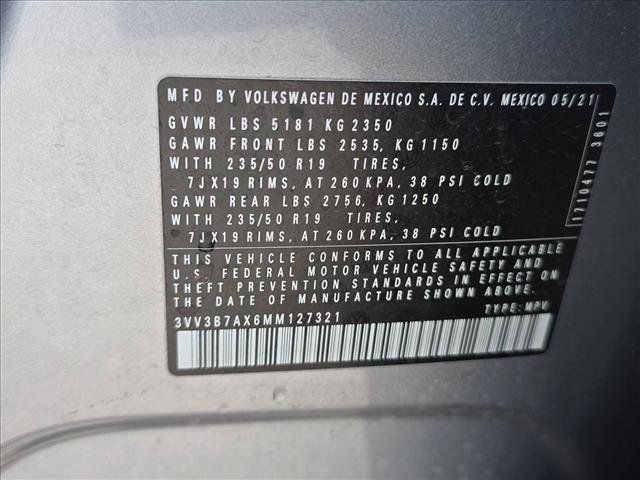 MFD BY VOLKSWAGEN DE MEXICO S.A. DE C.V. MEXICO 05/21
GVWR LBS 5181 KG 2350
GAWR FRONT LBS 2535, KG 1150
WITH 235/50 R19 TIRES,
7JX19 RIMS, AT 260 KPA, 38 PSI COLD
GAWR REAR LBS 2756, KG 1250
WITH 235/50 R19 TIRES,
7JX19 RIMS, AT 260 KPA, 38 PSI COLD
THIS VEHICLE CONFORMS TO ALL APPLICABLE
U.S. FEDERAL MOTOR VEHICLE SAFETY AND
THEFT PREVENTION STANDARDS IN EFFECT ON
THE DATE OF MANUFACTURE SHOWN ABOVE.
3VV3B7AX6MM127321 TYPE: MPV
1710477 3601